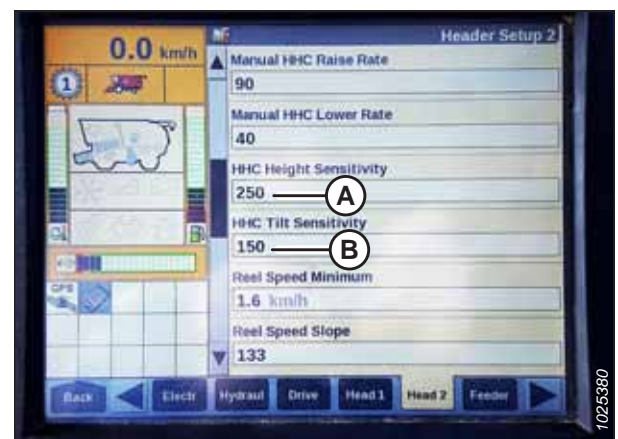 Header Setup 2
0.0 km/h
1
GPS
Manual HHC Raise Rate
90
Manual HHC Lower Rate
40
HHC Height Sensitivity
250
A
HHC Tilt Sensitivity
150
B
Reel Speed Minimum
1.6 km/h
Reel Speed Slope
133
Back
Electr
Hydraul
Drive
Head 1
Head 2
Feeder
1025380